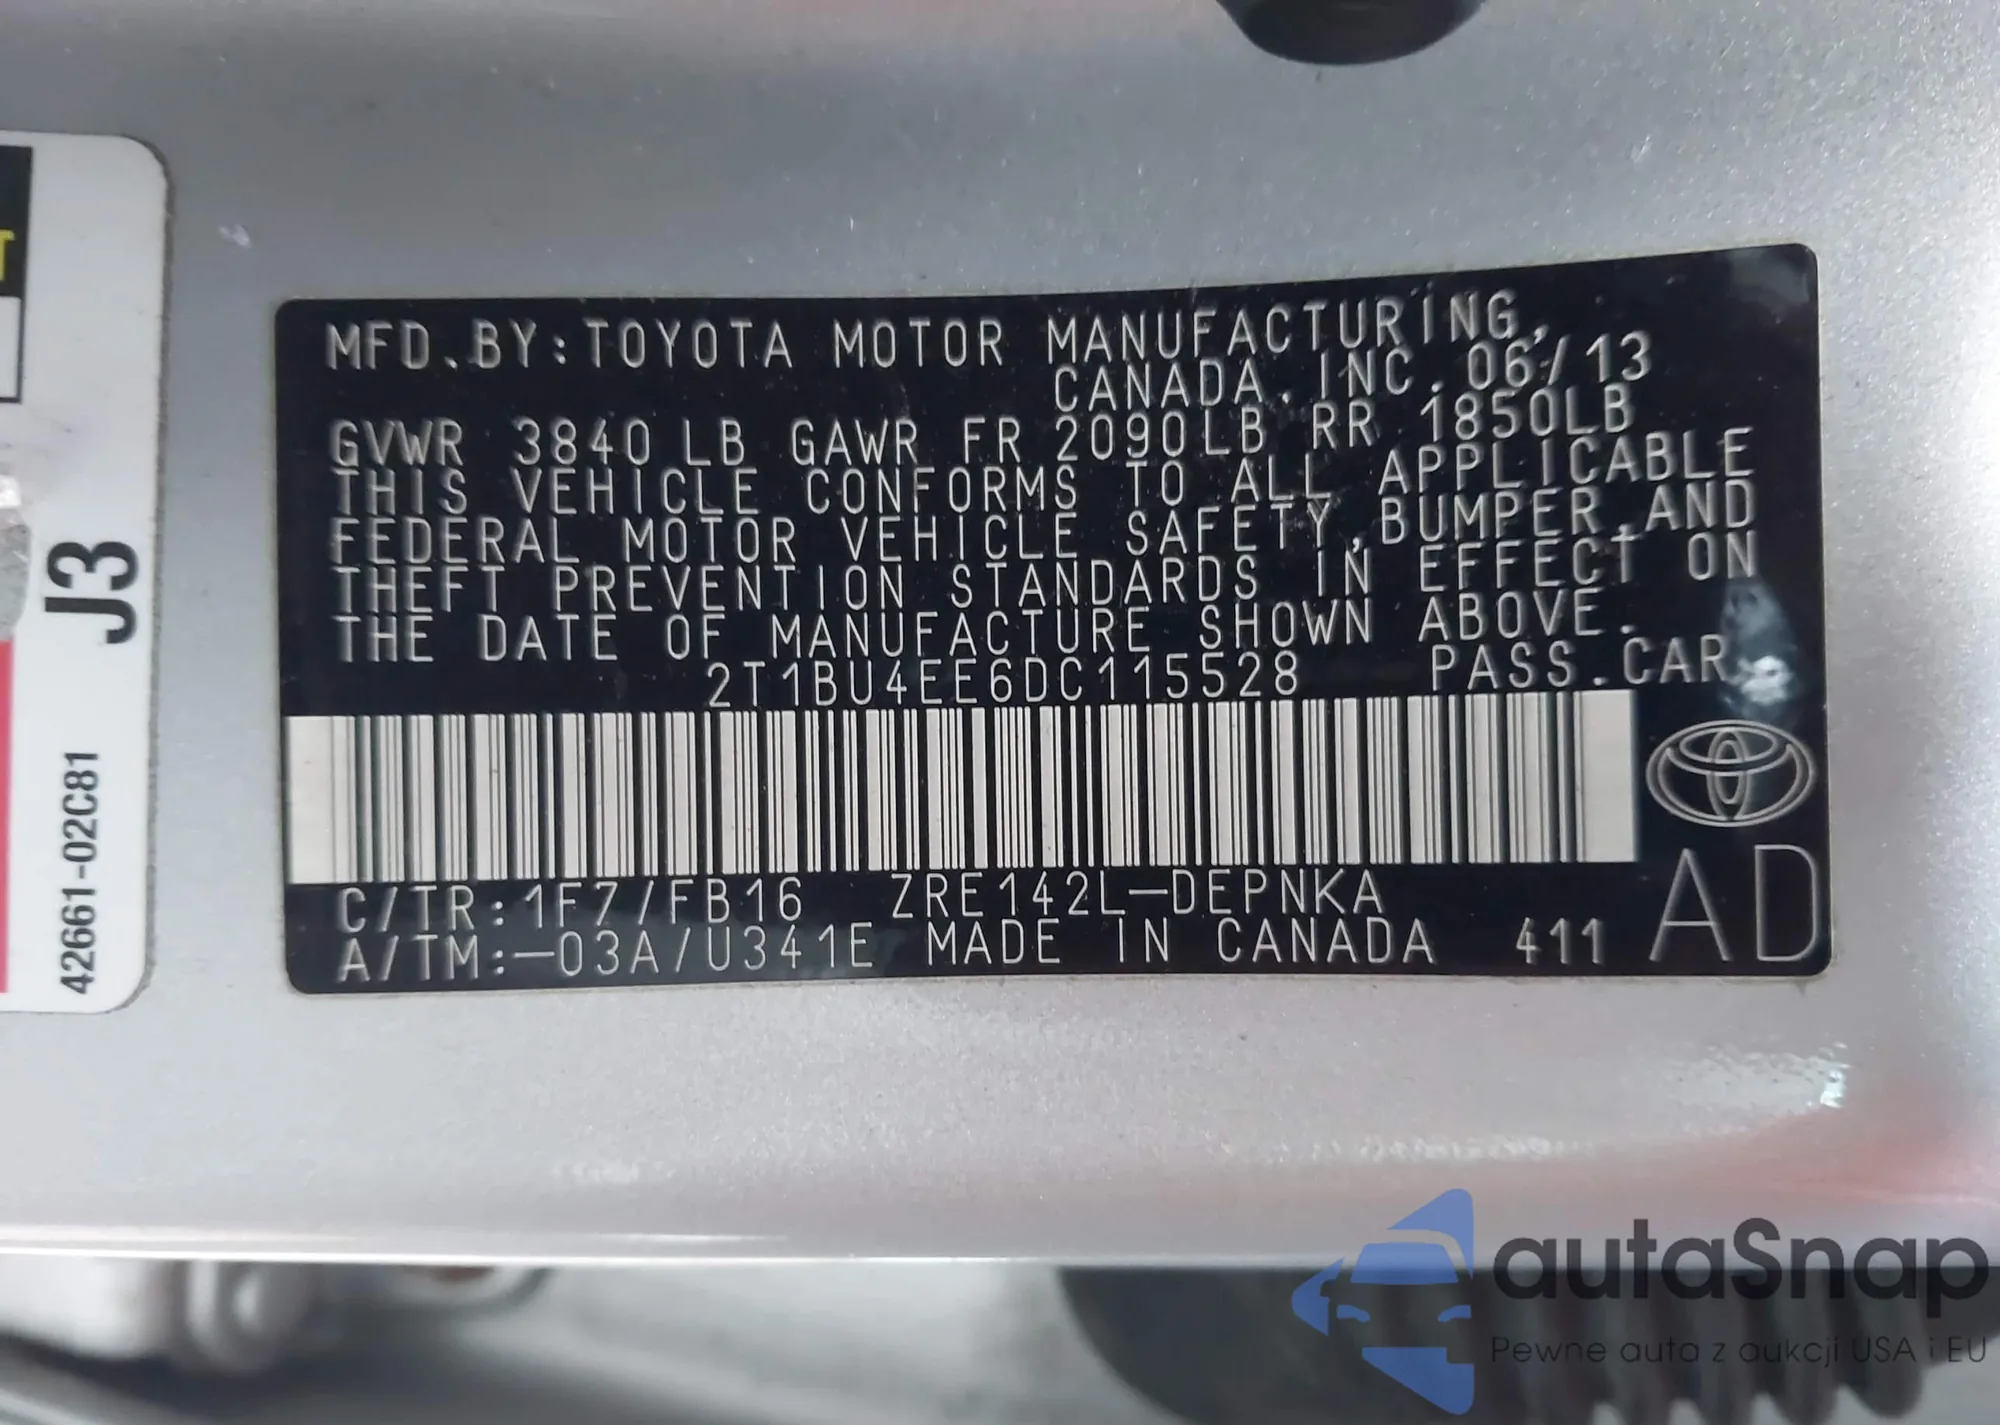 MFD.BY:TOYOTA MOTOR MANUFACTURING,
CANADA.INC.06/13
GVWR 3840 LB GAWR FR 2090LB RR 1850LB
THIS VEHICLE CONFORMS TO ALL APPLICABLE
FEDERAL MOTOR VEHICLE SAFETY,BUMPER,AND
THEFT PREVENTION STANDARDS IN EFFECT ON
THE DATE OF MANUFACTURE SHOWN ABOVE.
2T1BU4EE6DC115528 PASS.CAR
C/TR:1F7/FB16 ZRE142L-DEPNKA
A/TM:-03A/U341E MADE IN CANADA 411
AD
J3
42661-02C81
T
autaSnap
Pewne auta z aukcji USA i EU